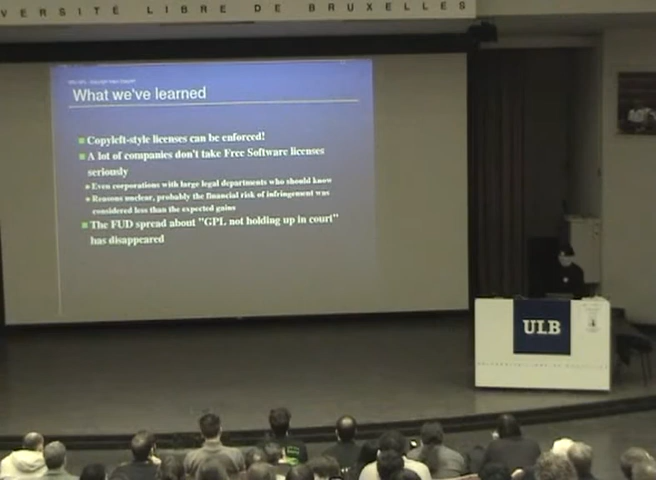 VERSITÉ LIBRE DE BRUXELLES
What we've learned
Copyleft-style licenses can be enforced!
A lot of companies don't take Free Software licenses
seriously
Even corporations with large legal departments who should know
Reasons unclear, probably the financial risk of infringement was
considered less than the expected gains
The FUD spread about "GPL not holding up in court"
has disappeared
ULB